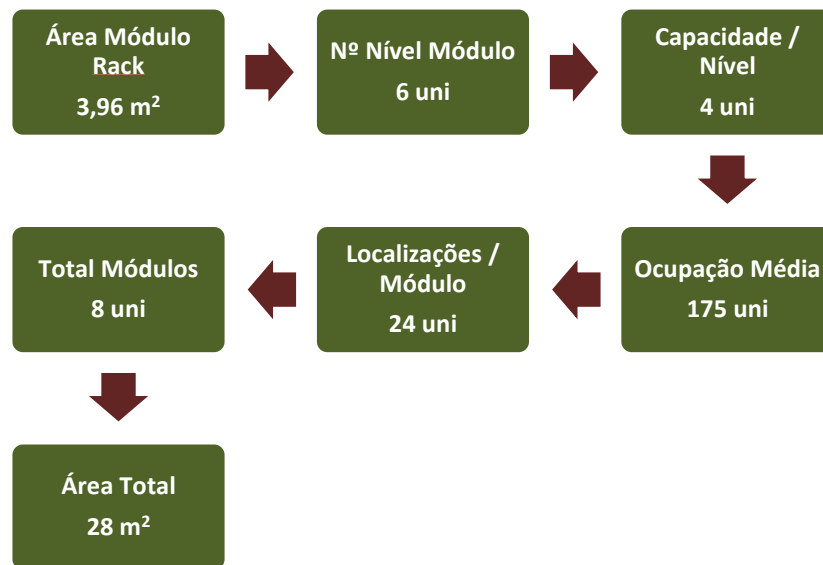 Área Módulo
Rack
3,96 m²
Nº Nível Módulo
6 uni
Capacidade /
Nível
4 uni
Ocupação Média
175 uni
Localizações /
Módulo
24 uni
Total Módulos
8 uni
Área Total
28 m²